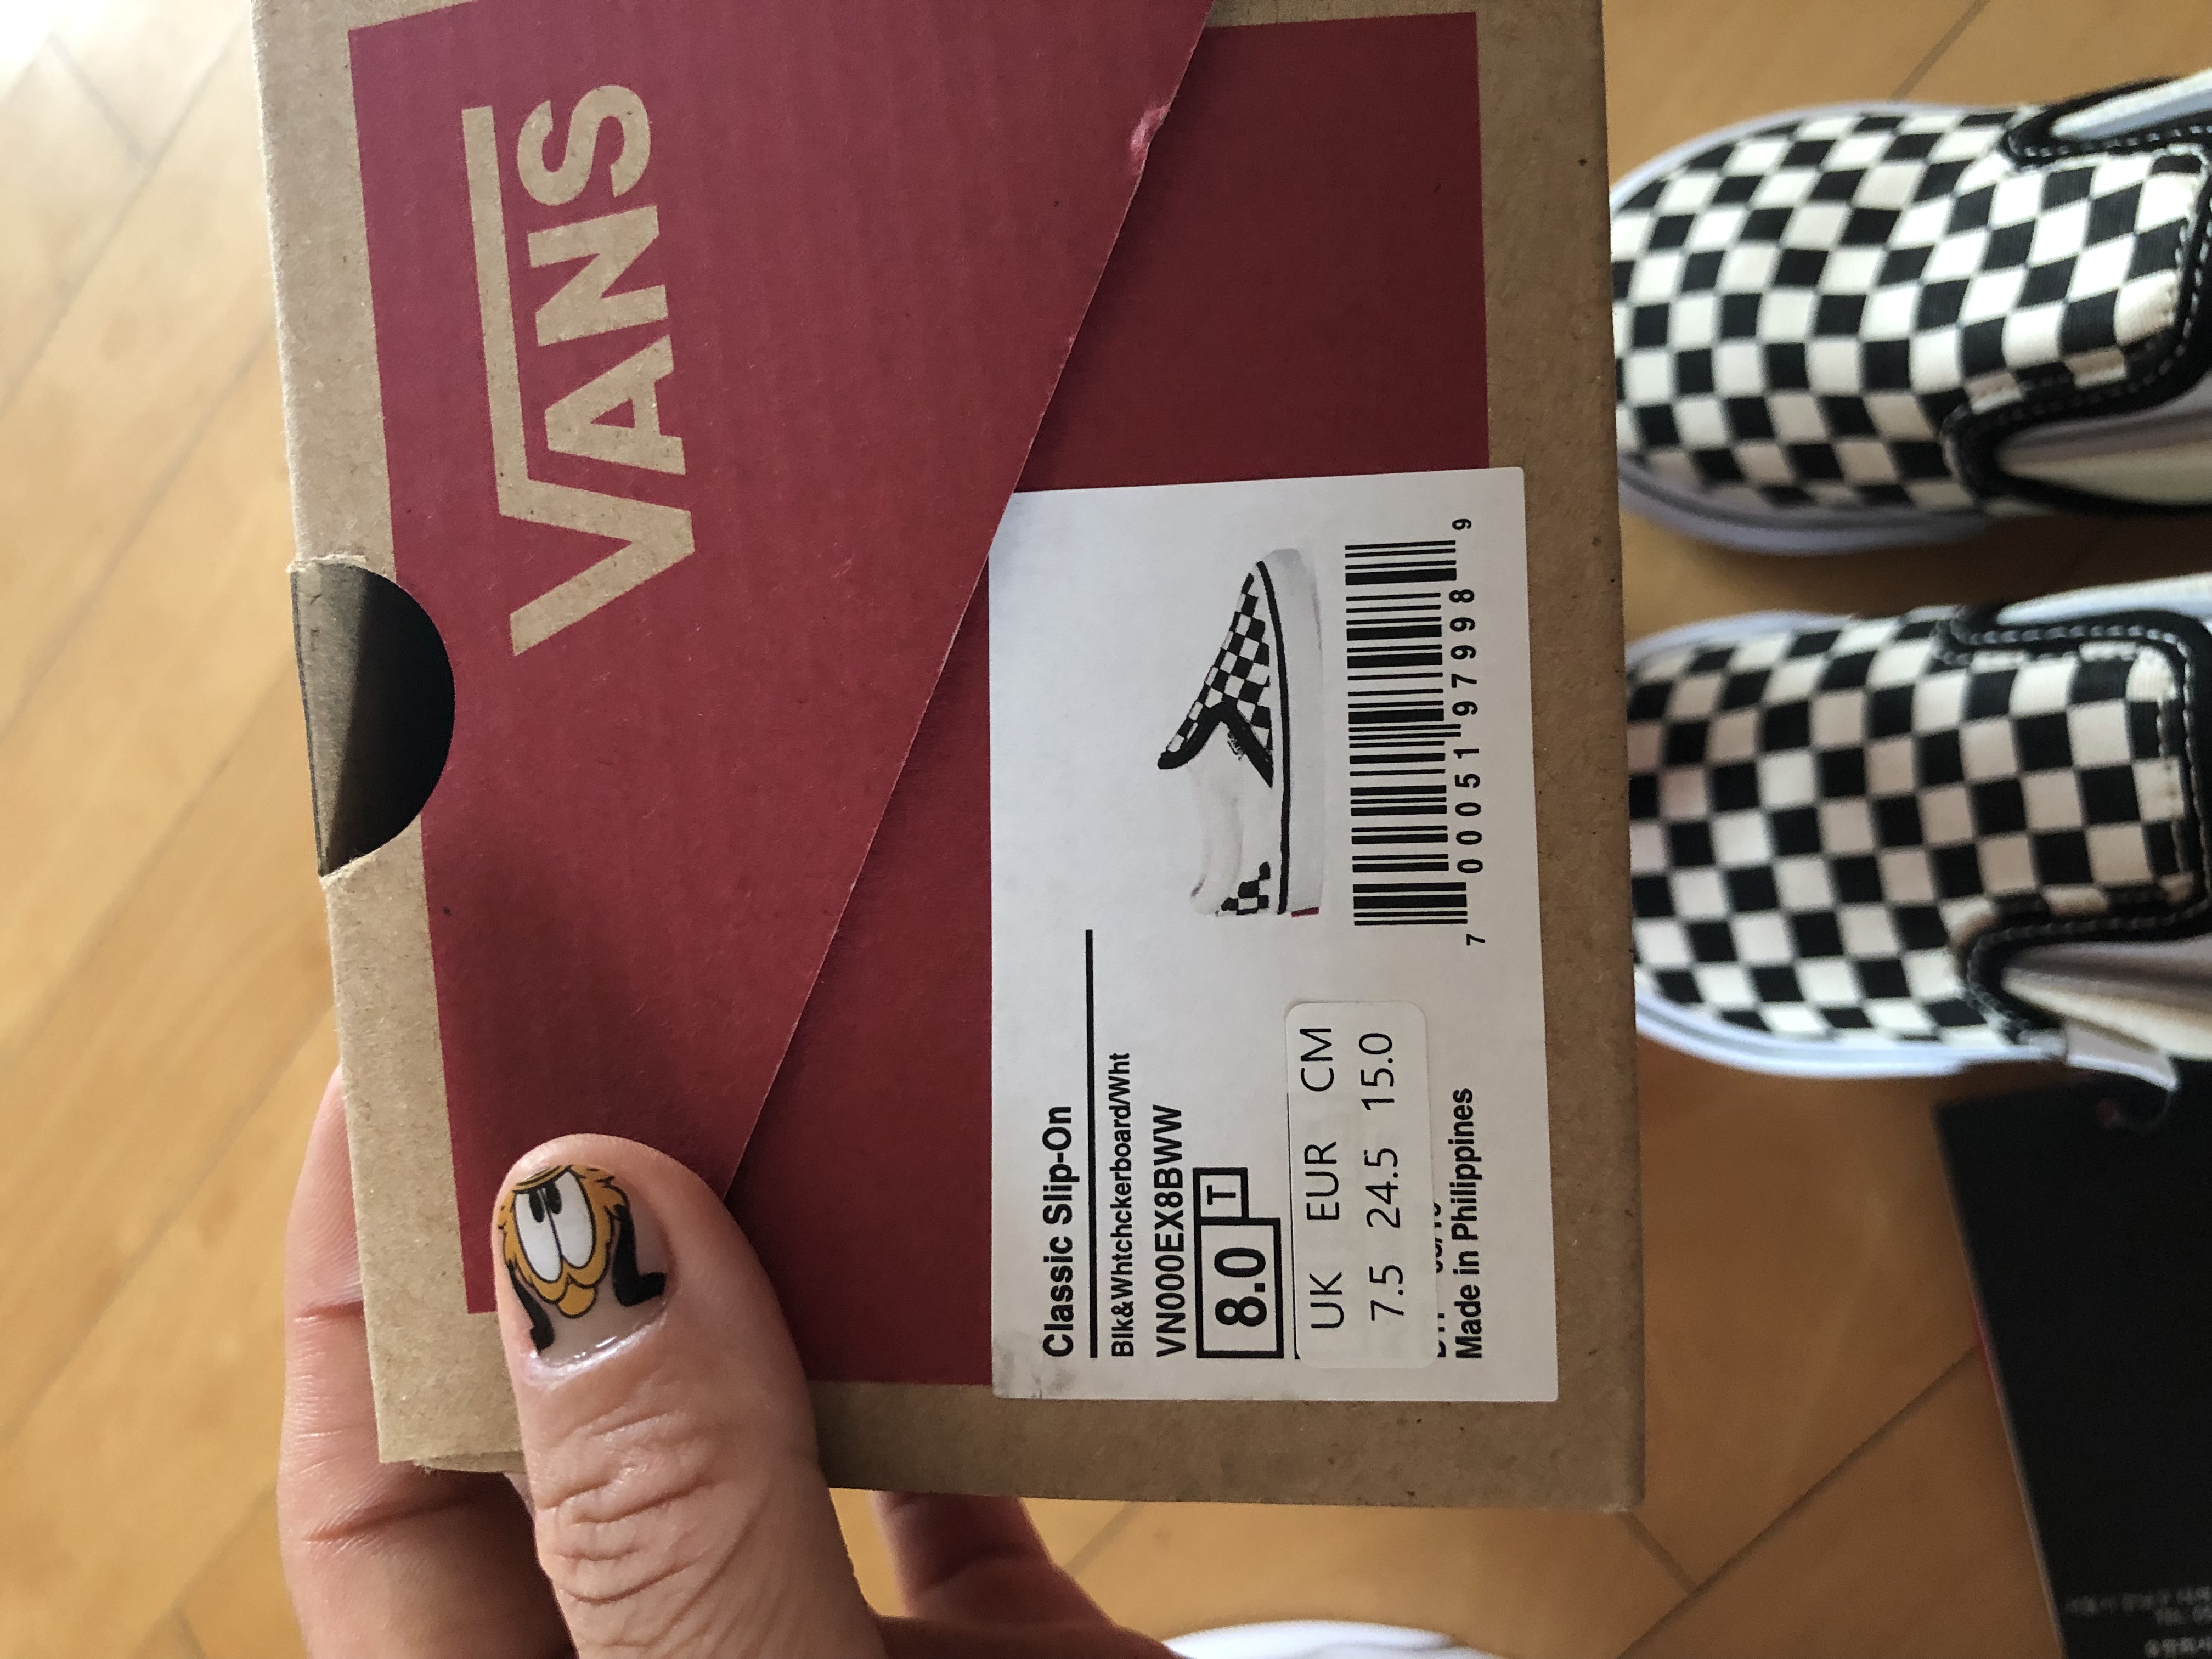 VANS
Classic Slip-On
Blk&Whtchckerboard/Wht
VN000EX8BWW
8.0 T
UK EUR CM
7.5 24.5 15.0
Made in Philippines
7 00051 97998 9